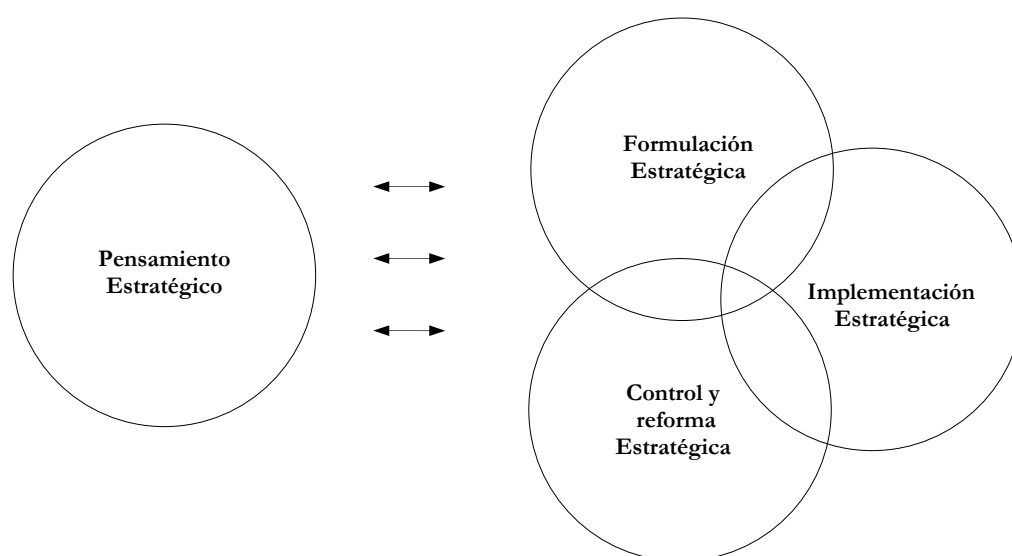 Pensamiento
Estratégico
Formulación
Estratégica
Implementación
Estratégica
Control y
reforma
Estratégica